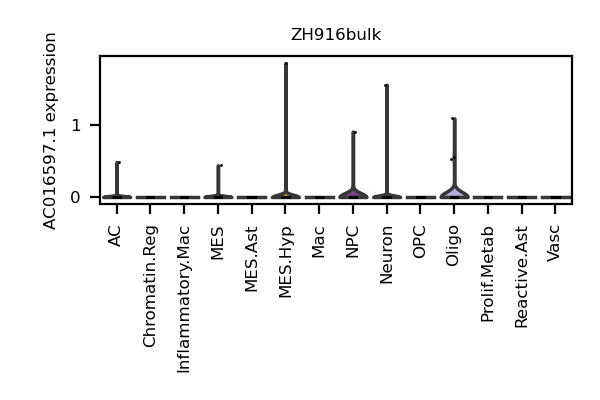 ZH916bulk
AC016597.1 expression
1
0
AC
Chromatin.Reg
Inflammatory.Mac
MES
MES.Ast
MES.Hyp
Mac
NPC
Neuron
OPC
Oligo
Prolif.Metab
Reactive.Ast
Vasc